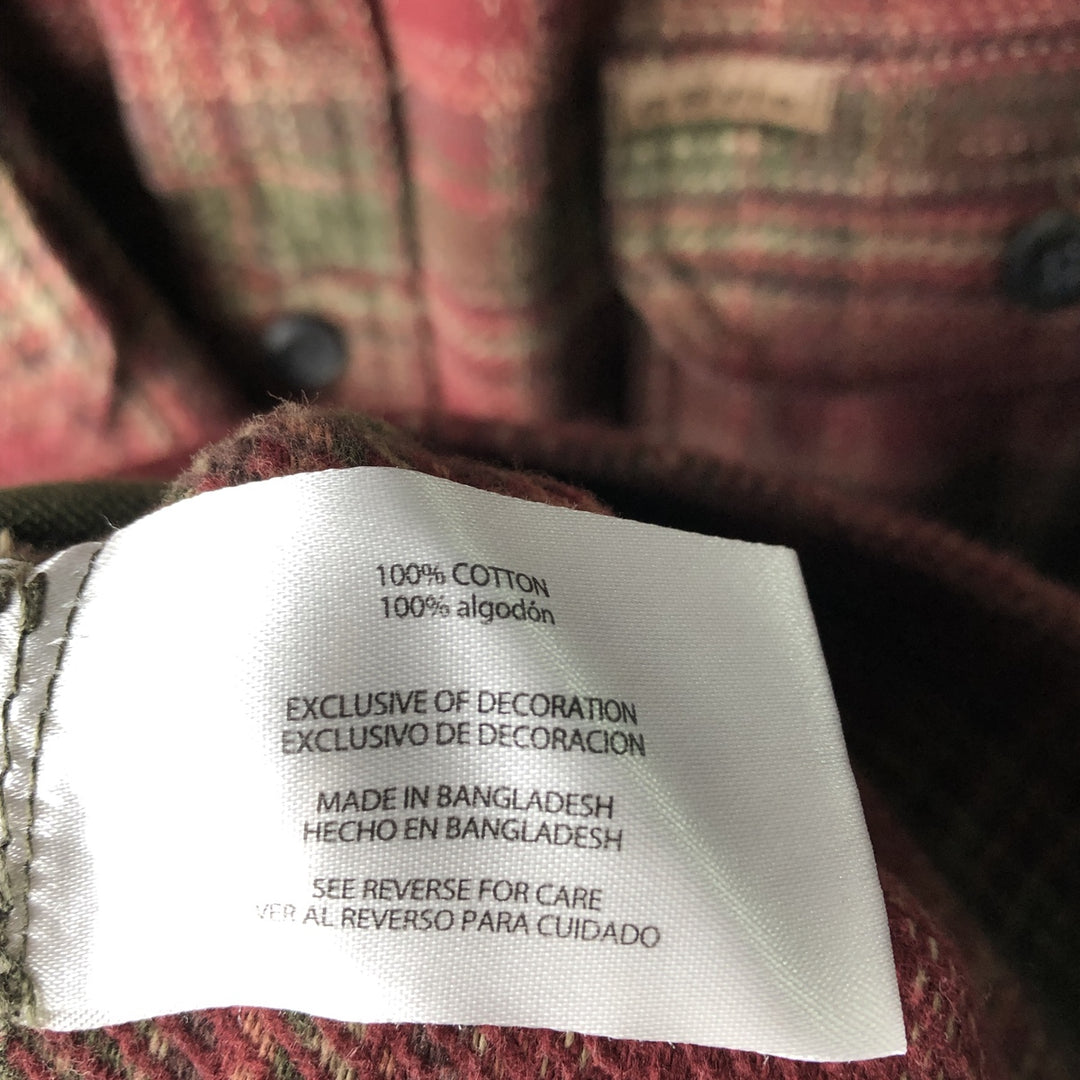 100% COTTON
100% algodón
EXCLUSIVE OF DECORATION
EXCLUSIVO DE DECORACION
MADE IN BANGLADESH
HECHO EN BANGLADESH
SEE REVERSE FOR CARE
VER AL REVERSO PARA CUIDADO